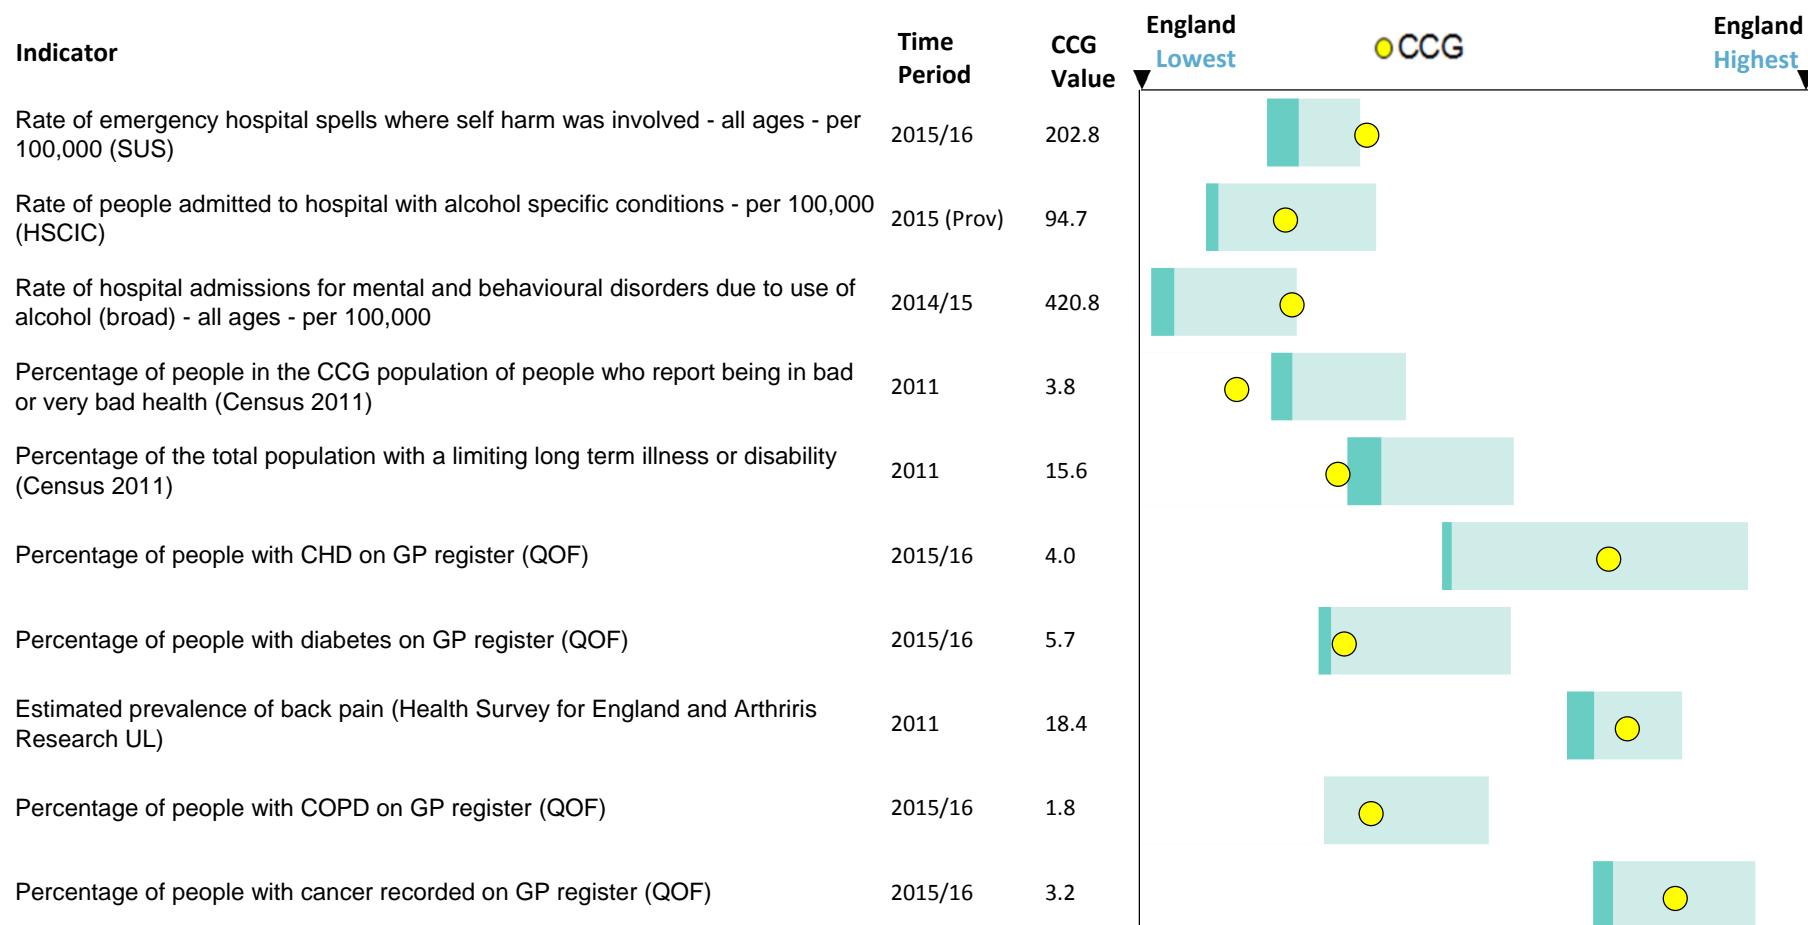 Indicator
Time
Period
CCG
Value
England
Lowest
CCG
England
Highest
Rate of emergency hospital spells where self harm was involved - all ages - per
100,000 (SUS)
2015/16
202.8
Rate of people admitted to hospital with alcohol specific conditions - per 100,000
(HSCIC)
2015 (Prov)
94.7
Rate of hospital admissions for mental and behavioural disorders due to use of
alcohol (broad) - all ages - per 100,000
2014/15
420.8
Percentage of people in the CCG population of people who report being in bad
or very bad health (Census 2011)
2011
3.8
Percentage of the total population with a limiting long term illness or disability
(Census 2011)
2011
15.6
Percentage of people with CHD on GP register (QOF)
2015/16
4.0
Percentage of people with diabetes on GP register (QOF)
2015/16
5.7
Estimated prevalence of back pain (Health Survey for England and Arthriris
Research UL)
2011
18.4
Percentage of people with COPD on GP register (QOF)
2015/16
1.8
Percentage of people with cancer recorded on GP register (QOF)
2015/16
3.2